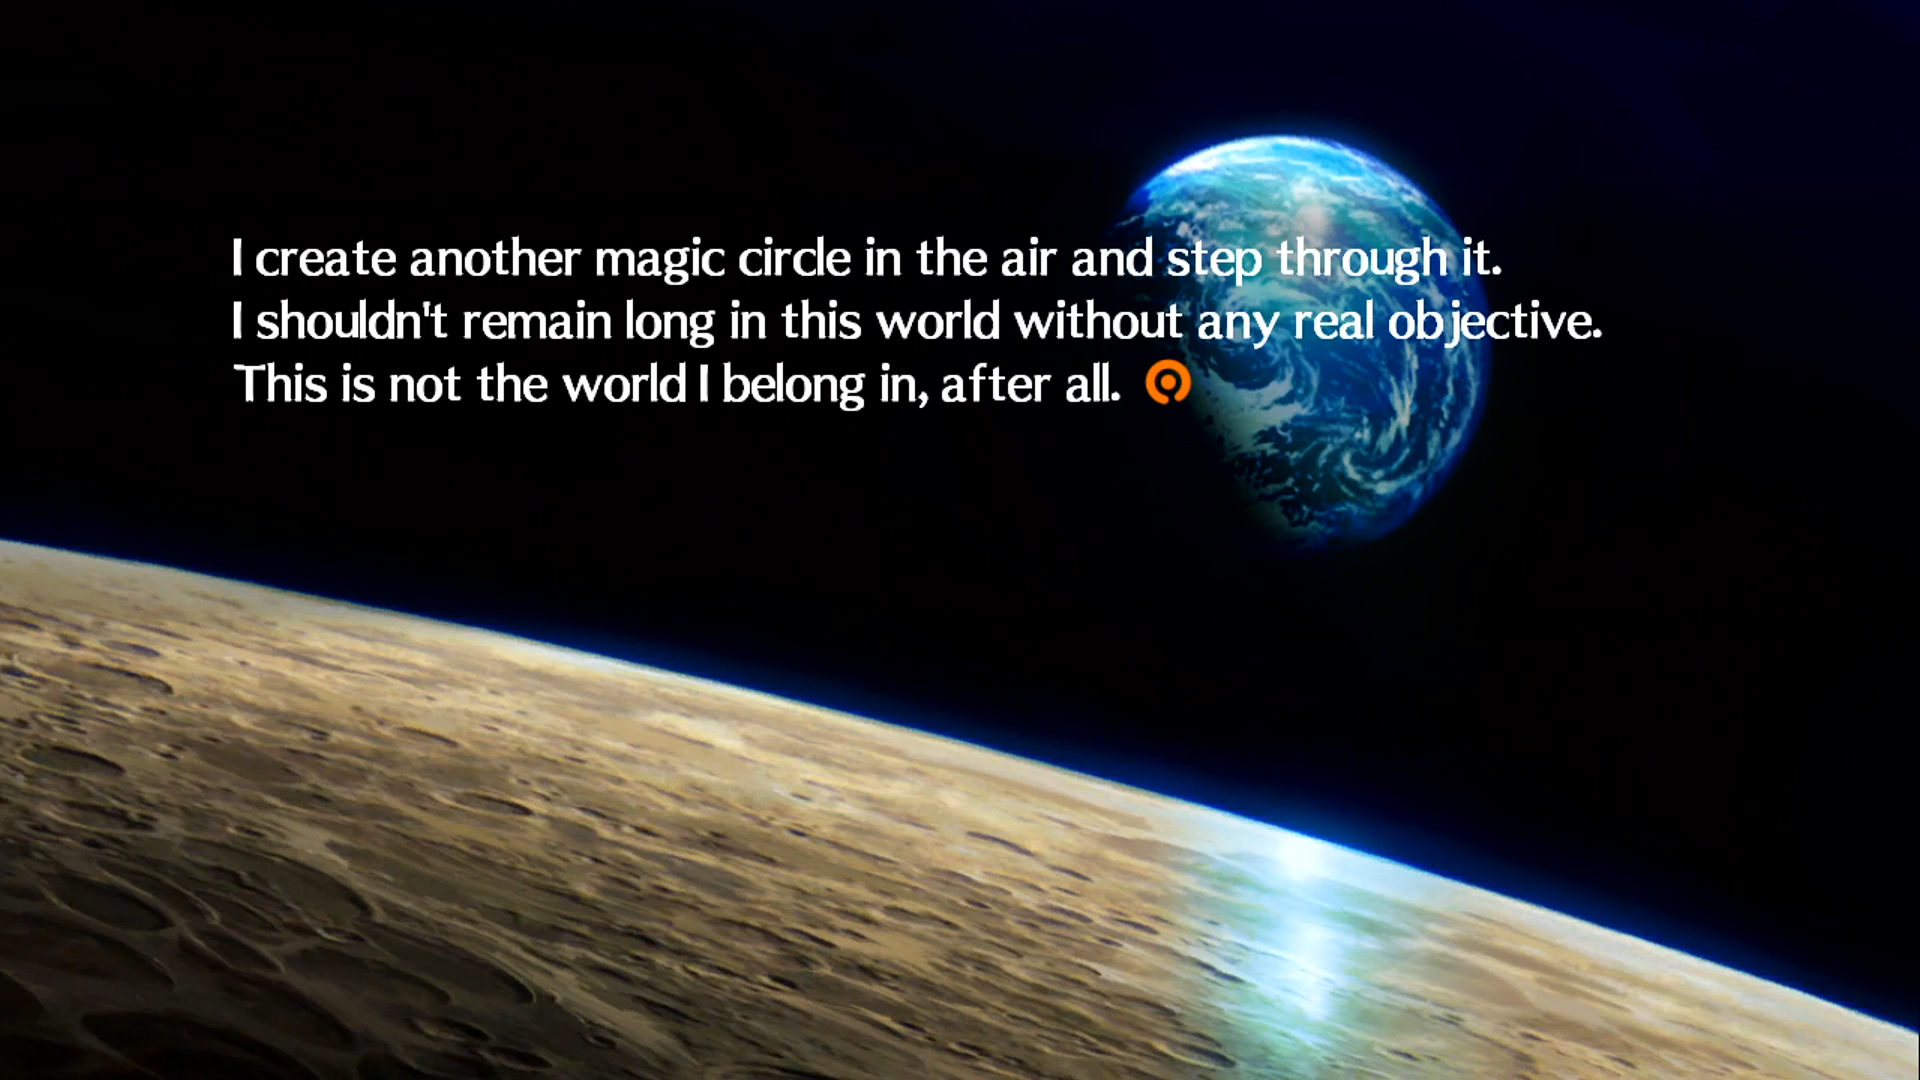 I create another magic circle in the air and step through it.
I shouldn't remain long in this world without any real objective.
This is not the world I belong in, after all.